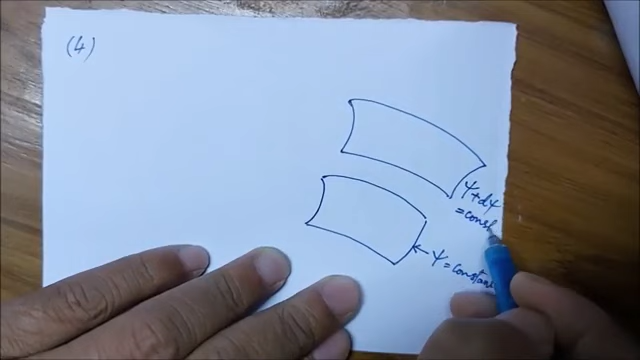 (4)
ψ+dψ
=const
ψ=constant